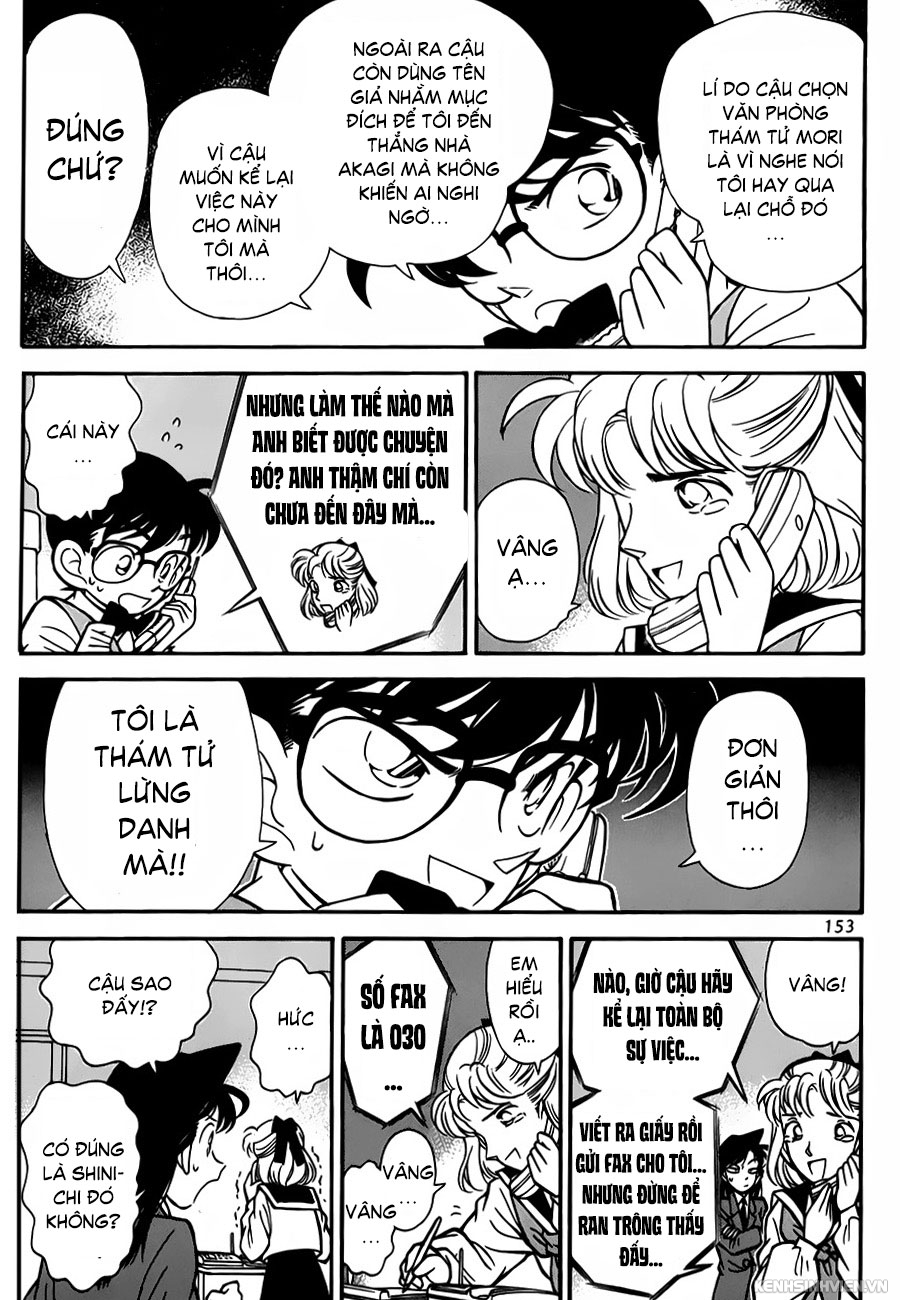 LÍ DO CẬU CHỌN
VĂN PHÒNG
THÁM TỬ MORI
LÀ VÌ NGHE NÓI
TÔI HAY QUA
LẠI CHỖ ĐÓ
...
NGOÀI RA CẬU
CÒN DÙNG TÊN
GIẢ NHẰM MỤC
ĐÍCH ĐỂ TÔI ĐẾN
THẲNG NHÀ
AKAGI MÀ KHÔNG
KHIẾN AI NGHI
NGỜ...
VÌ CẬU
MUỐN KỂ LẠI
VIỆC NÀY
CHO MÌNH
TÔI MÀ
THÔI...
ĐÚNG
CHỨ?
VÂNG
Ạ...
NHƯNG LÀM THẾ NÀO MÀ
ANH BIẾT ĐƯỢC CHUYỆN
ĐÓ? ANH THẬM CHÍ CÒN
CHƯA ĐẾN ĐÂY MÀ...
CÁI NÀY
...
ĐƠN
GIẢN
THÔI
...
TÔI LÀ
THÁM TỬ
LỪNG
DANH
MÀ!!
153
VÂNG!
NÀO, GIỜ CẬU HÃY
KỂ LẠI TOÀN BỘ
SỰ VIỆC...
VIẾT RA GIẤY RỒI
GỬI FAX CHO TÔI...
NHƯNG ĐỪNG ĐỂ
RAN TRÔNG THẤY
ĐẤY...
EM
HIỂU
RỒI
Ạ..
SỐ FAX
LÀ 030
...
VÂNG
...
VÂNG
...
HỨC
...
CẬU SAO
ĐẤY!?
CÓ ĐÚNG
LÀ SHINI-
CHI ĐÓ
KHÔNG?
KENHSINHVIEN.VN